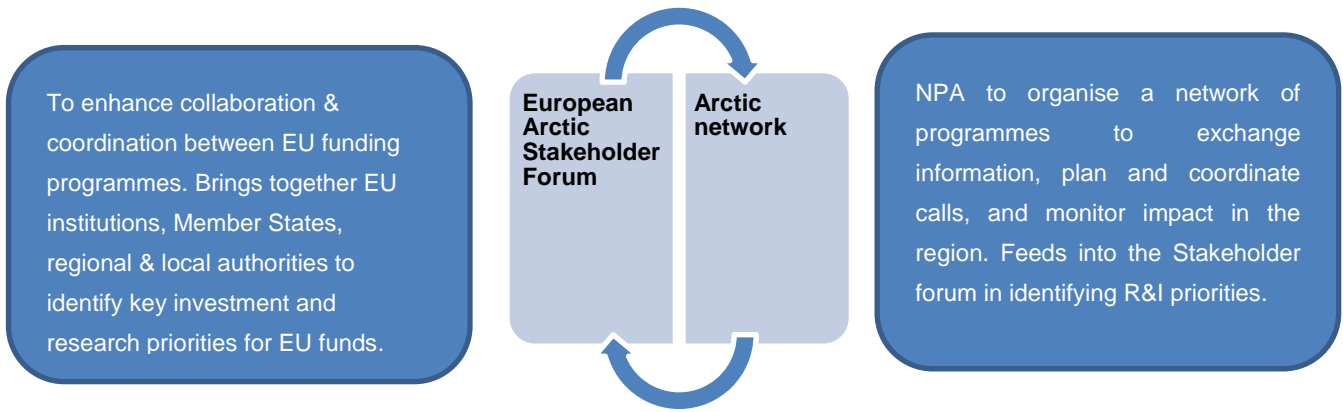 To enhance collaboration &
coordination between EU funding
programmes. Brings together EU
institutions, Member States,
regional & local authorities to
identify key investment and
research priorities for EU funds.
European
Arctic
Stakeholder
Forum
Arctic
network
NPA to organise a network of
programmes to exchange
information, plan and coordinate
calls, and monitor impact in the
region. Feeds into the Stakeholder
forum in identifying R&I priorities.